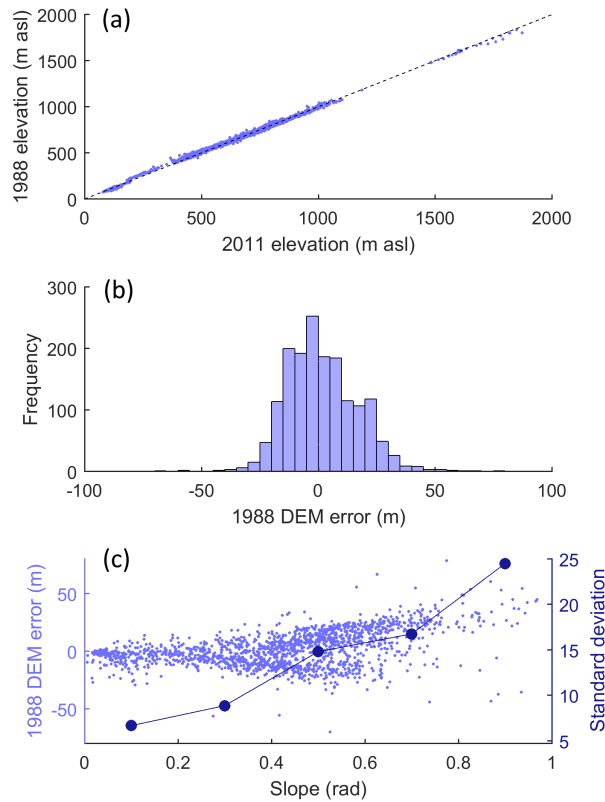 (a)
2000
1500
1000
500
0
1988 elevation (m asl)
0 500 1000 1500 2000
2011 elevation (m asl)
(b)
300
200
100
0
Frequency
-100 -50 0 50 100
1988 DEM error (m)
(c)
50
0
-50
1988 DEM error (m)
25
20
15
10
5
Standard deviation
0 0.2 0.4 0.6 0.8 1
Slope (rad)